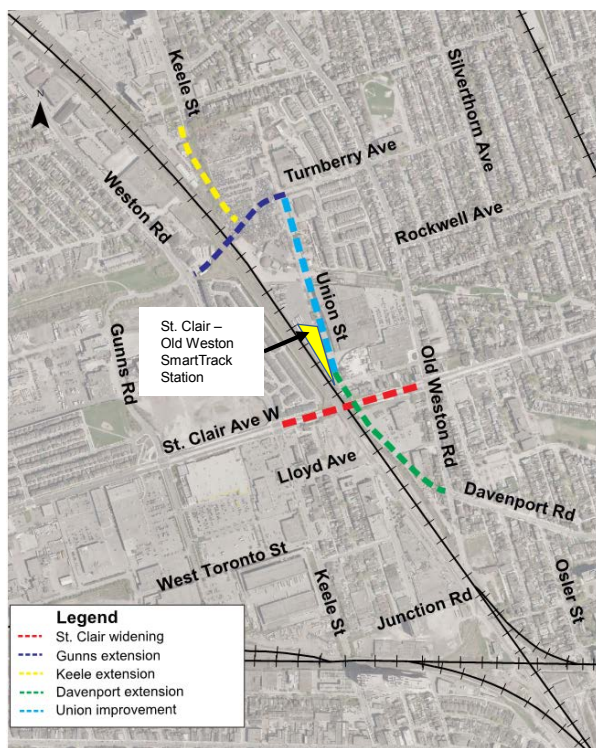 N
Keele St
Silverthorn Ave
Turnberry Ave
Weston Rd
Rockwell Ave
Union St
St. Clair –
Old Weston
SmartTrack
Station
Gunns Rd
Old Weston Rd
St. Clair Ave W
Lloyd Ave
Davenport Rd
West Toronto St
Keele St
Osler St
Junction Rd
Legend
St. Clair widening
Gunns extension
Keele extension
Davenport extension
Union improvement